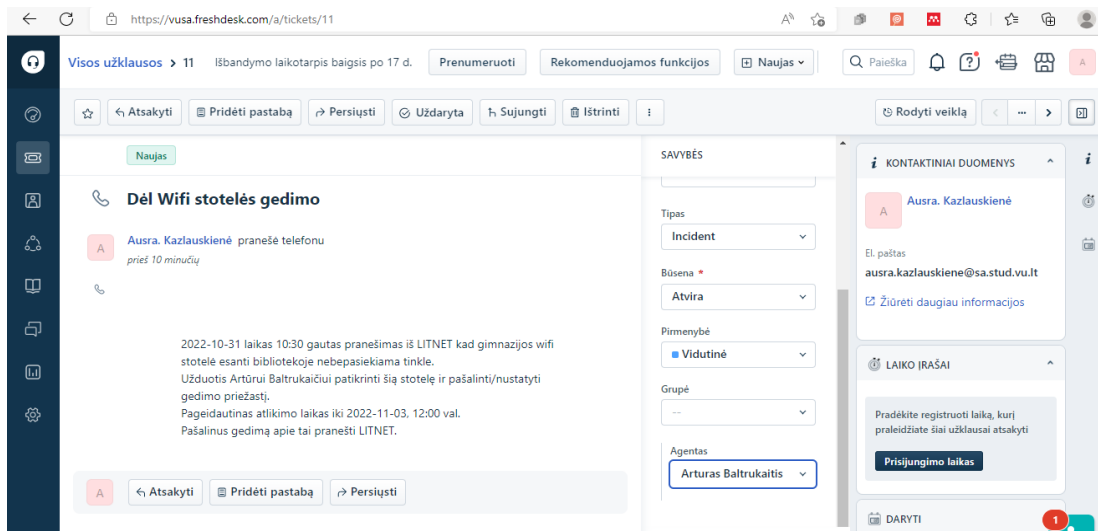 https://vusa.freshdesk.com/a/tickets/11
Visos užklausos > 11 Išbandymo laikotarpis baigsis po 17 d. Prenumeruoti Rekomenduojamos funkcijos Naujas Paieška A
Atsakyti Pridėti pastabą Persiųsti Uždaryta Sujungti Ištrinti Rodyti veiklą
Naujas
Dėl Wifi stotelės gedimo
A
Ausra. Kazlauskienė pranešė telefonu
prieš 10 minučių
2022-10-31 laikas 10:30 gautas pranešimas iš LITNET kad gimnazijos wifi
stotelė esanti bibliotekoje nebepasiekiama tinkle.
Užduotis Artūrui Baltrukaičiui patikrinti šią stotelę ir pašalinti/nustatyti
gedimo priežastį.
Pageidautinas atlikimo laikas iki 2022-11-03, 12:00 val.
Pašalinus gedimą apie tai pranešti LITNET.
A Atsakyti Pridėti pastabą Persiųsti
SAVYBĖS
Tipas
Incident
Būsena *
Atvira
Pirmenybė
Vidutinė
Grupė
--
Agentas
Arturas Baltrukaitis
KONTAKTINIAI DUOMENYS
A
Ausra. Kazlauskienė
El. paštas
ausra.kazlauskiene@sa.stud.vu.lt
Žiūrėti daugiau informacijos
LAIKO ĮRAŠAI
Pradėkite registruoti laiką, kurį
praleidžiate šiai užklausai atsakyti
Prisijungimo laikas
DARYTI
1